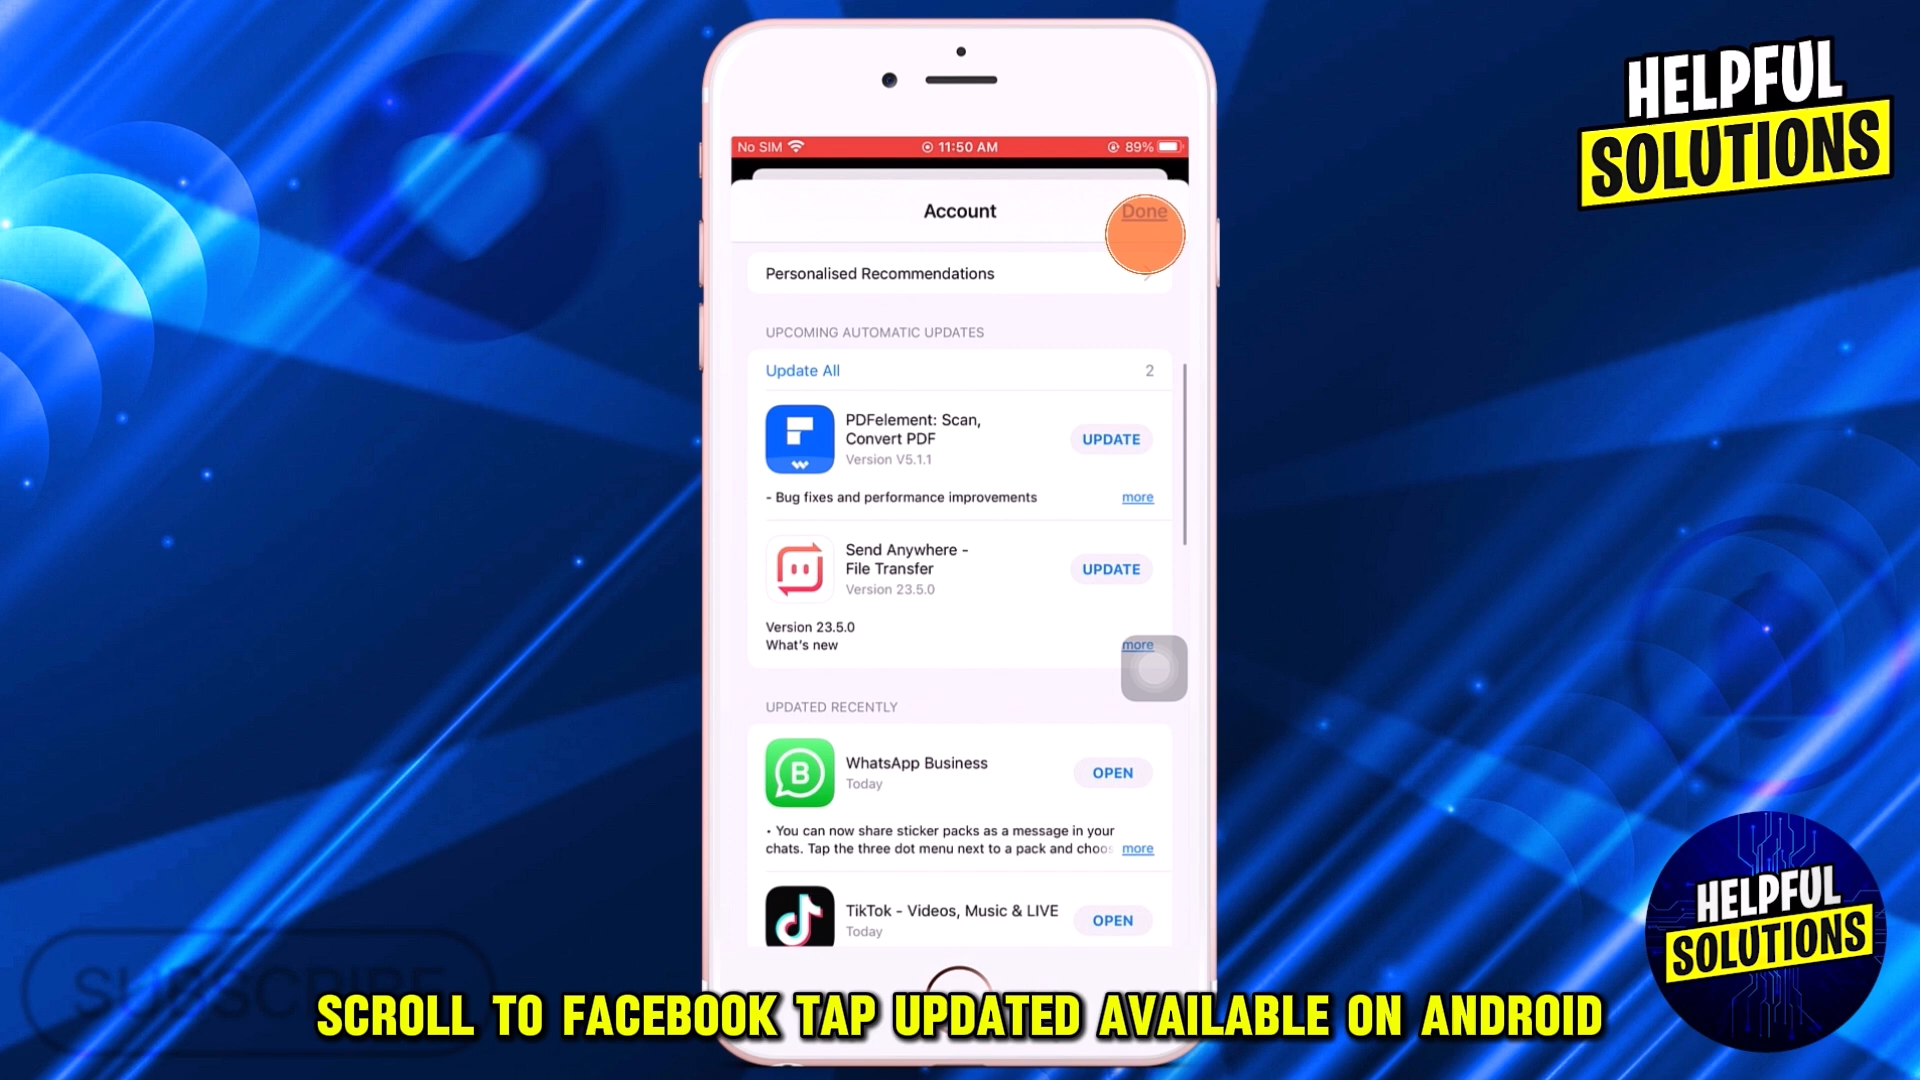 HELPFUL
SOLUTIONS
No SIM
11:50 AM
89%
Account
Done
Personalised Recommendations
UPCOMING AUTOMATIC UPDATES
Update All
2
PDFelement: Scan,
Convert PDF
Version V5.1.1
UPDATE
- Bug fixes and performance improvements
more
Send Anywhere -
File Transfer
Version 23.5.0
UPDATE
Version 23.5.0
What's new
more
UPDATED RECENTLY
WhatsApp Business
Today
OPEN
• You can now share sticker packs as a message in your
chats. Tap the three dot menu next to a pack and choos
more
TikTok - Videos, Music & LIVE
Today
OPEN
HELPFUL
SOLUTIONS
SUBSCRIBE
SCROLL TO FACEBOOK TAP UPDATED AVAILABLE ON ANDROID